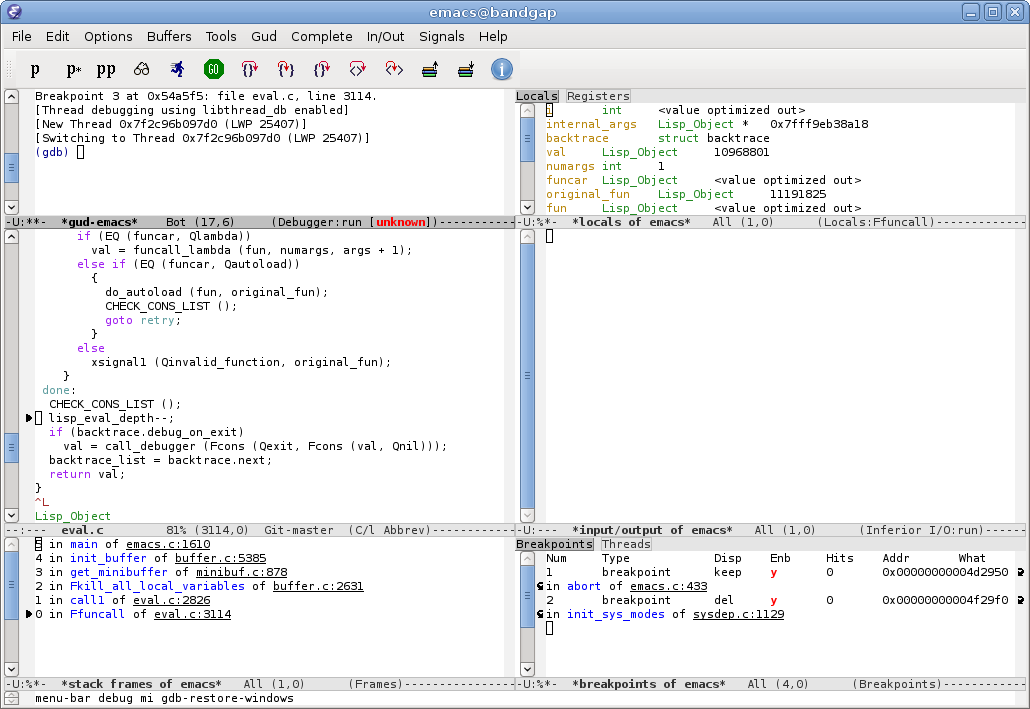 emacs@bandgap
File Edit Options Buffers Tools Gud Complete In/Out Signals Help
p p* pp GO
Breakpoint 3 at 0x54a5f5: file eval.c, line 3114.
[Thread debugging using libthread_db enabled]
[New Thread 0x7f2c96b097d0 (LWP 25407)]
[Switching to Thread 0x7f2c96b097d0 (LWP 25407)]
(gdb)
-U:**- *gud-emacs* Bot (17,6) (Debugger:run [unknown])----------
Locals Registers
i int <value optimized out>
internal_args Lisp_Object * 0x7fff9eb38a18
backtrace struct backtrace
val Lisp_Object 10968801
numargs int 1
funcar Lisp_Object <value optimized out>
original_fun Lisp_Object 11191825
fun Lisp_Object <value optimized out>
-U:%*- *locals of emacs* All (1,0) (Locals:Ffuncall)-------------
if (EQ (funcar, Qlambda))
val = funcall_lambda (fun, numargs, args + 1);
else if (EQ (funcar, Qautoload))
{
do_autoload (fun, original_fun);
CHECK_CONS_LIST ();
goto retry;
}
else
xsignal1 (Qinvalid_function, original_fun);
}
done:
CHECK_CONS_LIST ();
lisp_eval_depth--;
if (backtrace.debug_on_exit)
val = call_debugger (Fcons (Qexit, Fcons (val, Qnil)));
backtrace_list = backtrace.next;
return val;
}
^L
Lisp_Object
--:--- eval.c 81% (3114,0) Git-master (C/l Abbrev)------------
-U:--- *input/output of emacs* All (1,0) (Inferior I/O:run)------
5 in main of emacs.c:1610
4 in init_buffer of buffer.c:5385
3 in get_minibuffer of minibuf.c:878
2 in Fkill_all_local_variables of buffer.c:2631
1 in call1 of eval.c:2826
0 in Ffuncall of eval.c:3114
-U:%*- *stack frames of emacs* All (1,0) (Frames)----------------
Breakpoints Threads
Num Type Disp Enb Hits Addr What
1 breakpoint keep y 0 0x00000000004d2950
in abort of emacs.c:433
2 breakpoint del y 0 0x00000000004f29f0
in init_sys_modes of sysdep.c:1129
-U:%*- *breakpoints of emacs* All (4,0) (Breakpoints)------------
menu-bar debug mi gdb-restore-windows